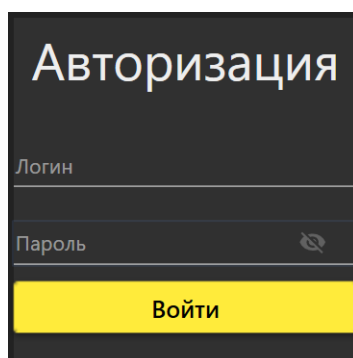 Авторизация
Логин
Пароль
Войти